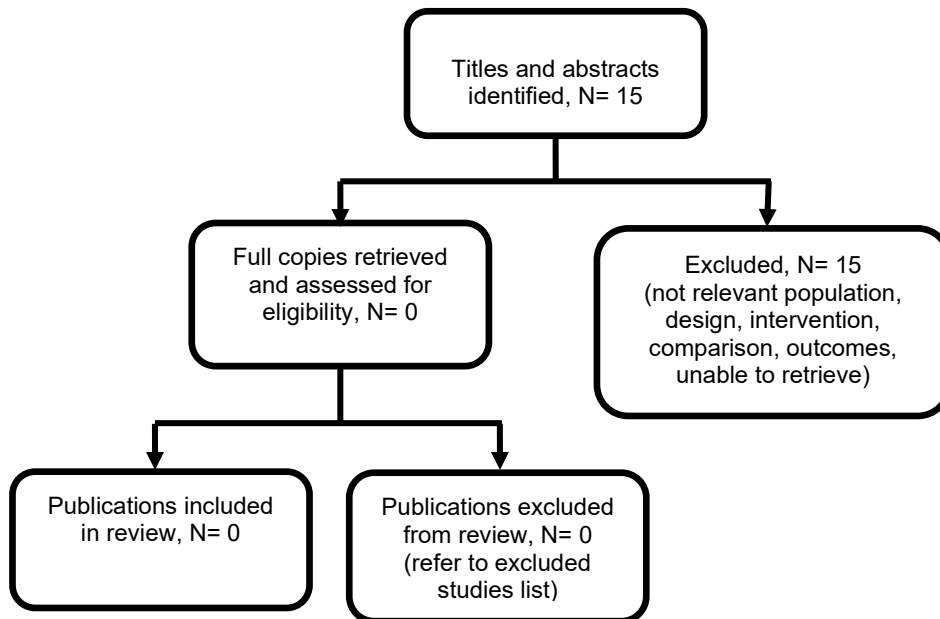 Titles and abstracts
identified, N= 15
Full copies retrieved
and assessed for
eligibility, N= 0
Excluded, N= 15
(not relevant population,
design, intervention,
comparison, outcomes,
unable to retrieve)
Publications included
in review, N= 0
Publications excluded
from review, N= 0
(refer to excluded
studies list)